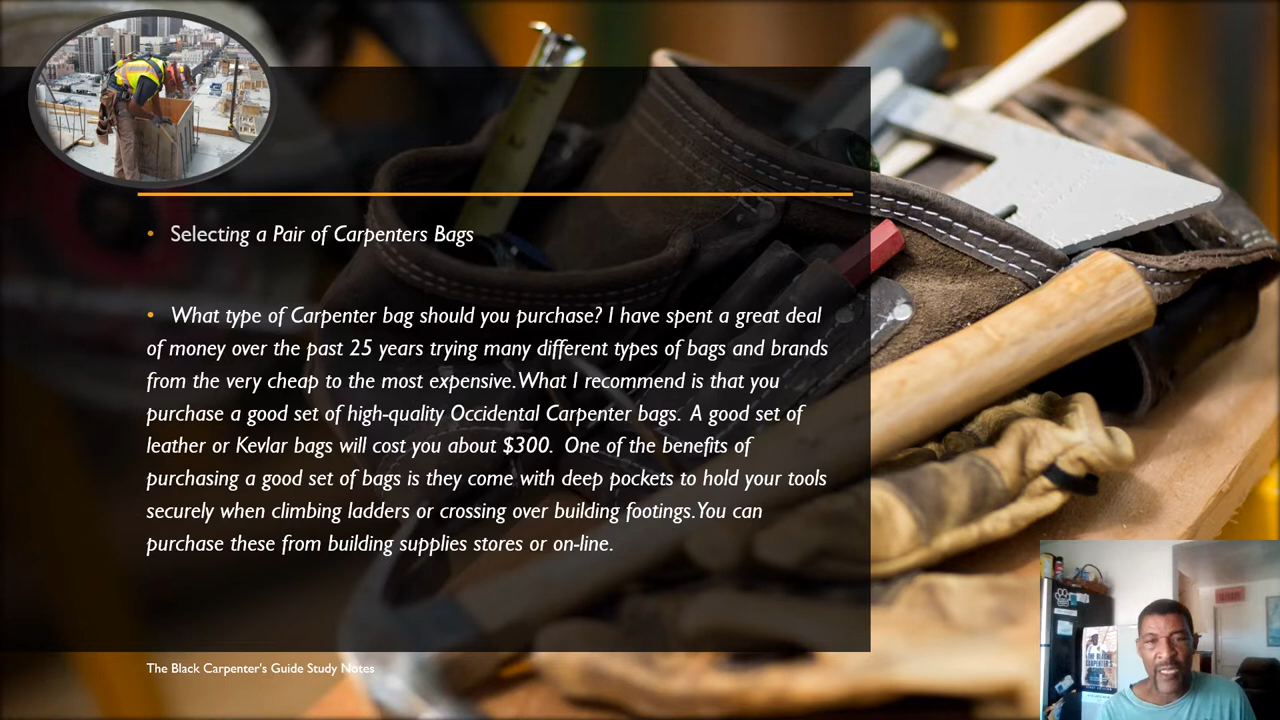 Selecting a Pair of Carpenters Bags
What type of Carpenter bag should you purchase? I have spent a great deal
of money over the past 25 years trying many different types of bags and brands
from the very cheap to the most expensive. What I recommend is that you
purchase a good set of high-quality Occidental Carpenter bags. A good set of
leather or Kevlar bags will cost you about $300. One of the benefits of
purchasing a good set of bags is they come with deep pockets to hold your tools
securely when climbing ladders or crossing over building footings. You can
purchase these from building supplies stores or on-line.
The Black Carpenter's Guide Study Notes